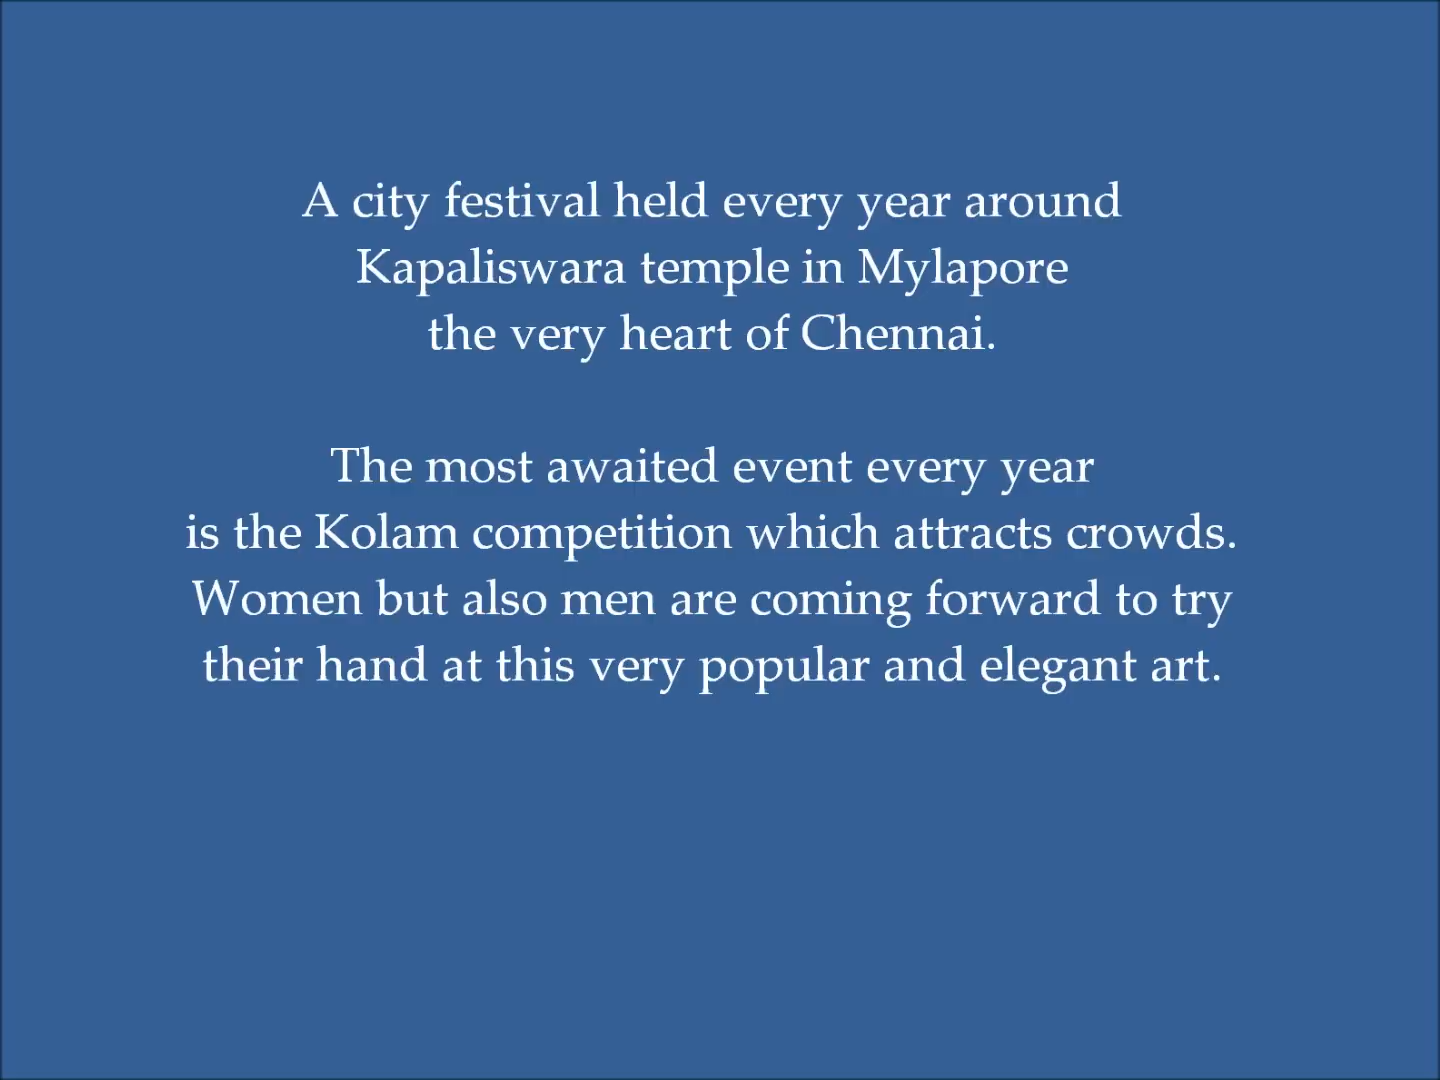 A city festival held every year around
Kapaliswara temple in Mylapore
the very heart of Chennai.
The most awaited event every year
is the Kolam competition which attracts crowds.
Women but also men are coming forward to try
their hand at this very popular and elegant art.